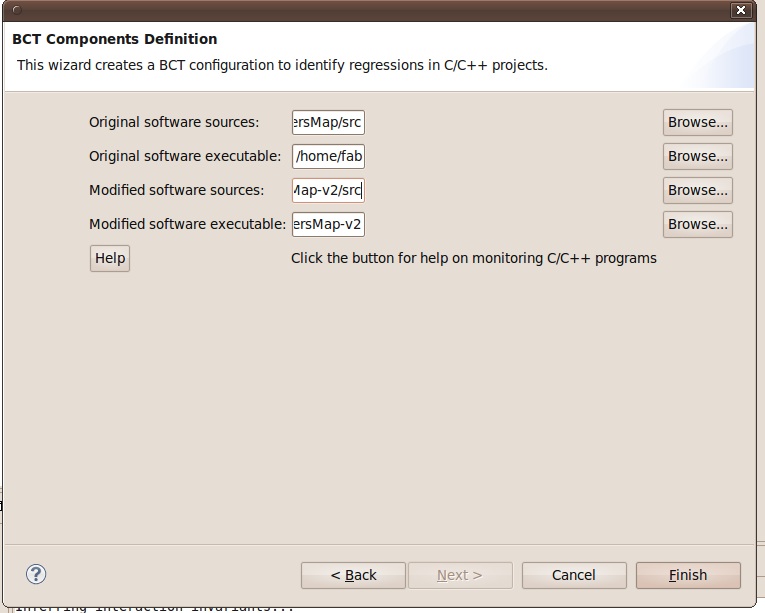 BCT Components Definition
This wizard creates a BCT configuration to identify regressions in C/C++ projects.
Original software sources: ersMap/src Browse...
Original software executable: /home/fab Browse...
Modified software sources: Map-v2/src Browse...
Modified software executable: ersMap-v2 Browse...
Help Click the button for help on monitoring C/C++ programs
? < Back Next > Cancel Finish
Inferring interaction invariants...